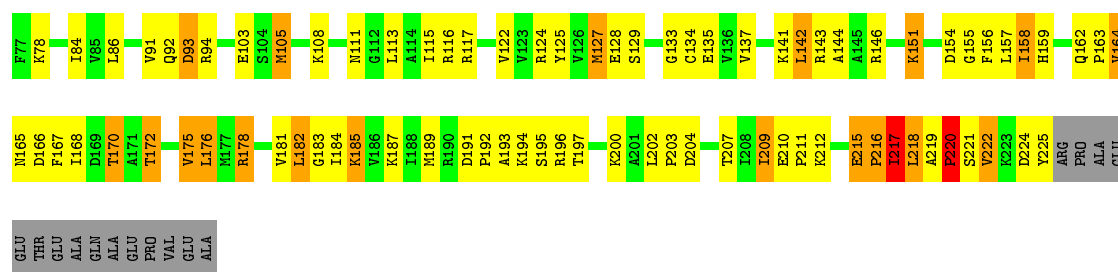 F77 K78 I84 V85 L86 V91 Q92 D93 R94 E103 S104 M105 K108 N111 G112 L113 A114 I115 R116 R117 V122 V123 R124 Y125 V126 M127 E128 S129 G133 C134 E135 V136 V137 K141 L142 R143 A144 A145 R146 K151 D154 G155 F156 L157 I158 H159 Q162 P163
N165 D166 F167 I168 D169 T170 A171 T172 V175 L176 M177 R178 V181 L182 G183 I184 K185 V186 K187 I188 M189 R190 D191 P192 A193 K194 S195 R196 T197 K200 A201 L202 P203 D204 T207 I208 I209 E210 P211 K212 E215 P216 I217 L218 A219 P220 S221 V222 K223 D224 Y225 ARG PRO ALA GLU
GLU THR GLU ALA GLN ALA GLU PRO VAL GLU ALA